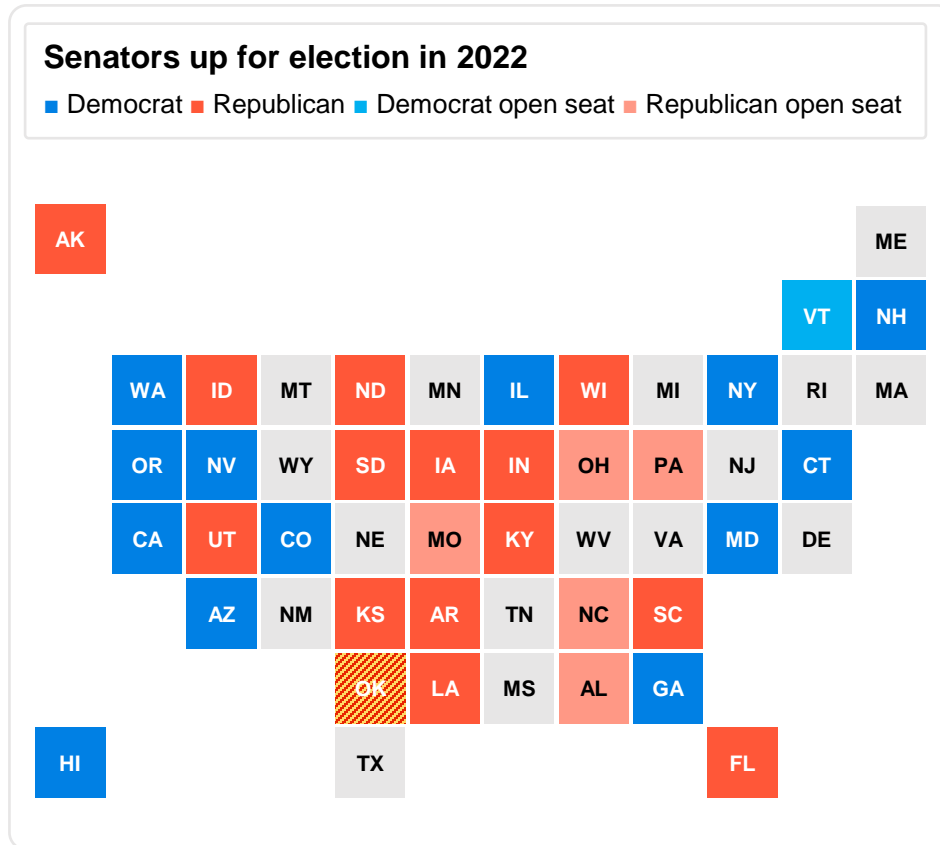 Senators up for election in 2022
Democrat Republican Democrat open seat Republican open seat
AK ME
VT NH
WA ID MT ND MN IL WI MI NY RI MA
OR NV WY SD IA IN OH PA NJ CT
CA UT CO NE MO KY WV VA MD DE
AZ NM KS AR TN NC SC
OK LA MS AL GA
HI TX FL